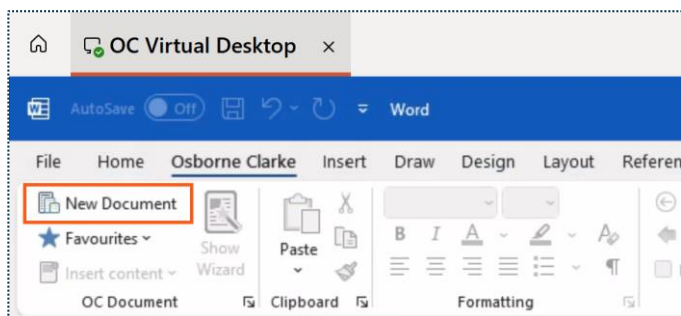 OC Virtual Desktop ×
AutoSave Off Word
File Home Osborne Clarke Insert Draw Design Layout Referen
New Document
Favourites
Show
Paste
B I A
Insert content
Wizard
OC Document Clipboard Formatting